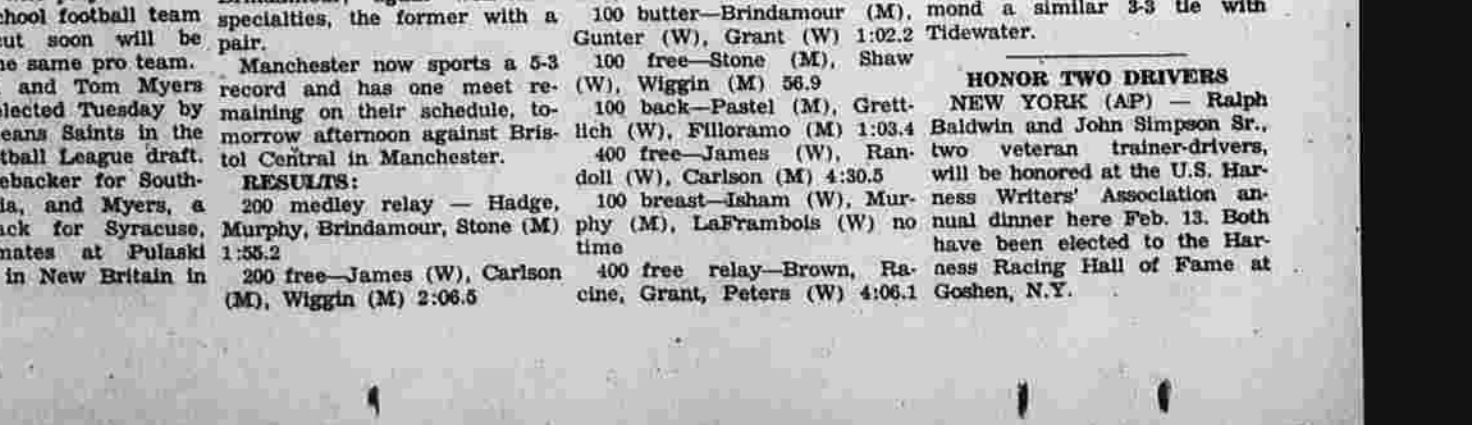 chool football team
out soon will be
he same pro team.
and Tom Myers
elected Tuesday by
eans Saints in the
tball League draft.
ebacker for South-
ia, and Myers, a
ack for Syracuse,
mates at Pulaski
in New Britain in
specialties, the former with a
pair.
Manchester now sports a 5-3
record and has one meet re-
maining on their schedule, to-
morrow afternoon against Bris-
tol Central in Manchester.
RESULTS:
200 medley relay — Hadge,
Murphy, Brindamour, Stone (M)
1:55.2
200 free—James (W), Carlson
(M), Wiggin (M) 2:06.5
100 butter—Brindamour (M),
Gunter (W), Grant (W) 1:02.2
100 free—Stone (M), Shaw
(W), Wiggin (M) 56.9
100 back—Pastel (M), Grett-
lich (W), Filloramo (M) 1:03.4
400 free—James (W), Ran-
doll (W), Carlson (M) 4:30.5
100 breast—Isham (W), Mur-
phy (M), LaFrambois (W) no
time
400 free relay—Brown, Ra-
cine, Grant, Peters (W) 4:06.1
mond a similar 3-3 tie with
Tidewater.
HONOR TWO DRIVERS
NEW YORK (AP) — Ralph
Baldwin and John Simpson Sr.,
two veteran trainer-drivers,
will be honored at the U.S. Har-
ness Writers' Association an-
nual dinner here Feb. 13. Both
have been elected to the Har-
ness Racing Hall of Fame at
Goshen, N.Y.